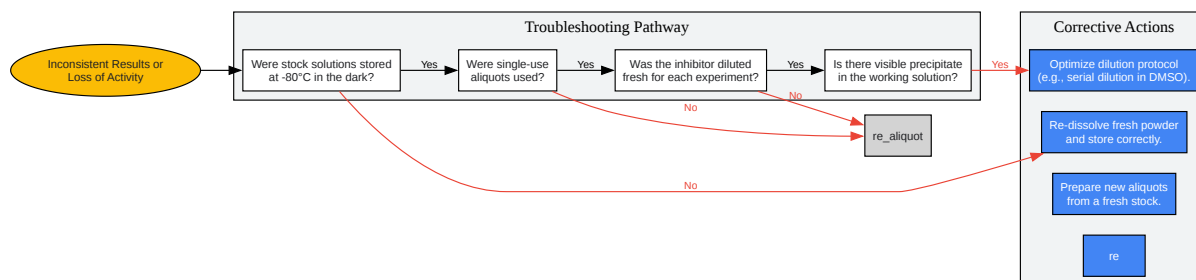 Troubleshooting Pathway
Corrective Actions
Inconsistent Results or
Loss of Activity
Were stock solutions stored
at -80°C in the dark?
Yes
Were single-use
aliquots used?
Yes
Was the inhibitor diluted
fresh for each experiment?
Yes
Is there visible precipitate
in the working solution?
Yes
Optimize dilution protocol
(e.g., serial dilution in DMSO).
No
No
re_aliquot
Re-dissolve fresh powder
and store correctly.
No
Prepare new aliquots
from a fresh stock.
re